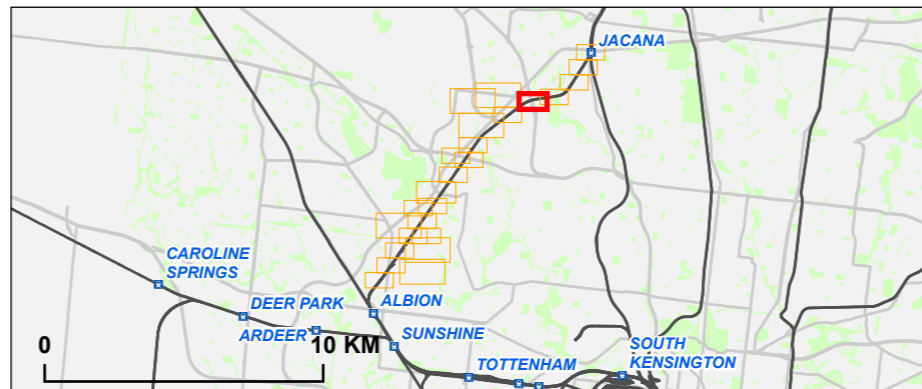 JACANA
CAROLINE
SPRINGS
DEER PARK
ALBION
ARDEER
SUNSHINE
0
10 KM
TOTTENHAM
SOUTH
KENSINGTON